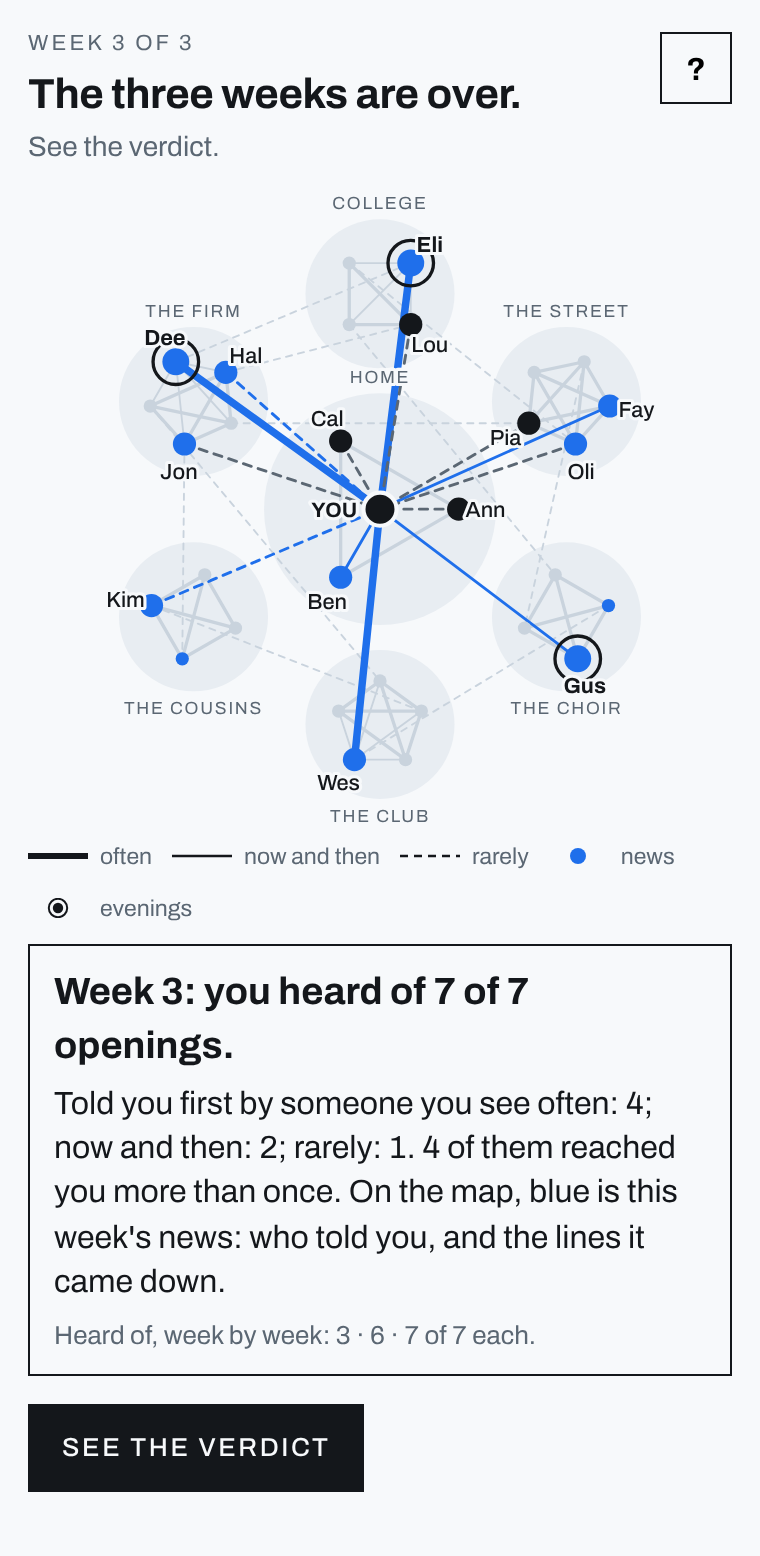 WEEK 3 OF 3
?
The three weeks are over.
See the verdict.
COLLEGE
Eli
THE FIRM
THE STREET
Dee
Hal
Lou
HOME
Cal
Fay
Pia
Jon
Oli
YOU
Ann
Kim
Ben
Gus
THE COUSINS
THE CHOIR
Wes
THE CLUB
often
now and then
rarely
news
evenings
Week 3: you heard of 7 of 7
openings.
Told you first by someone you see often: 4;
now and then: 2; rarely: 1. 4 of them reached
you more than once. On the map, blue is this
week's news: who told you, and the lines it
came down.
Heard of, week by week: 3 · 6 · 7 of 7 each.
SEE THE VERDICT